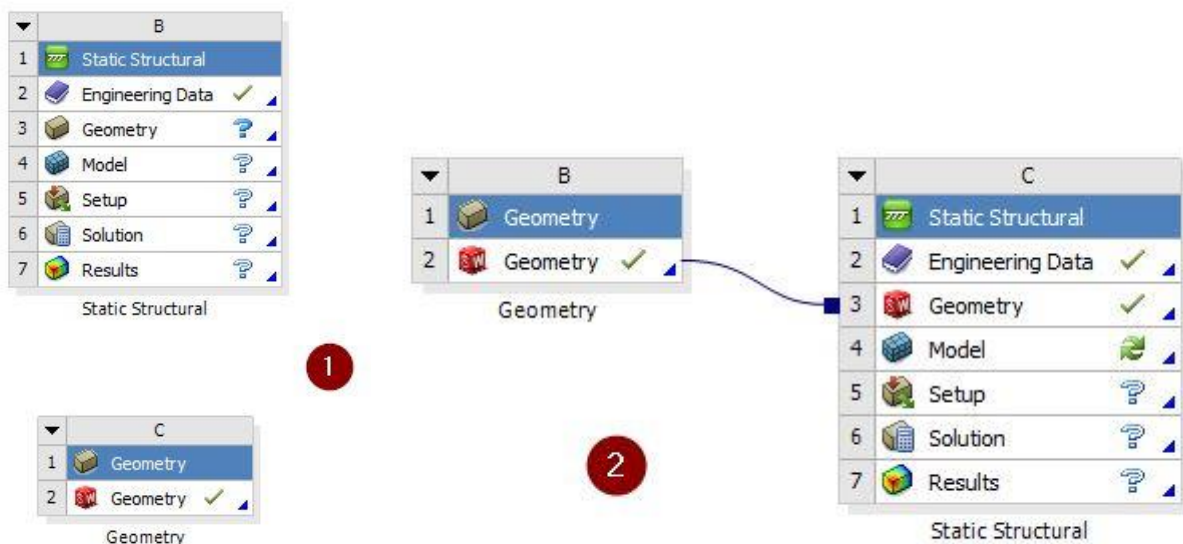 B
1 Static Structural
2 Engineering Data
3 Geometry
4 Model
5 Setup
6 Solution
7 Results
Static Structural
1
C
1 Geometry
2 Geometry
Geometry
B
1 Geometry
2 Geometry
Geometry
2
C
1 Static Structural
2 Engineering Data
3 Geometry
4 Model
5 Setup
6 Solution
7 Results
Static Structural